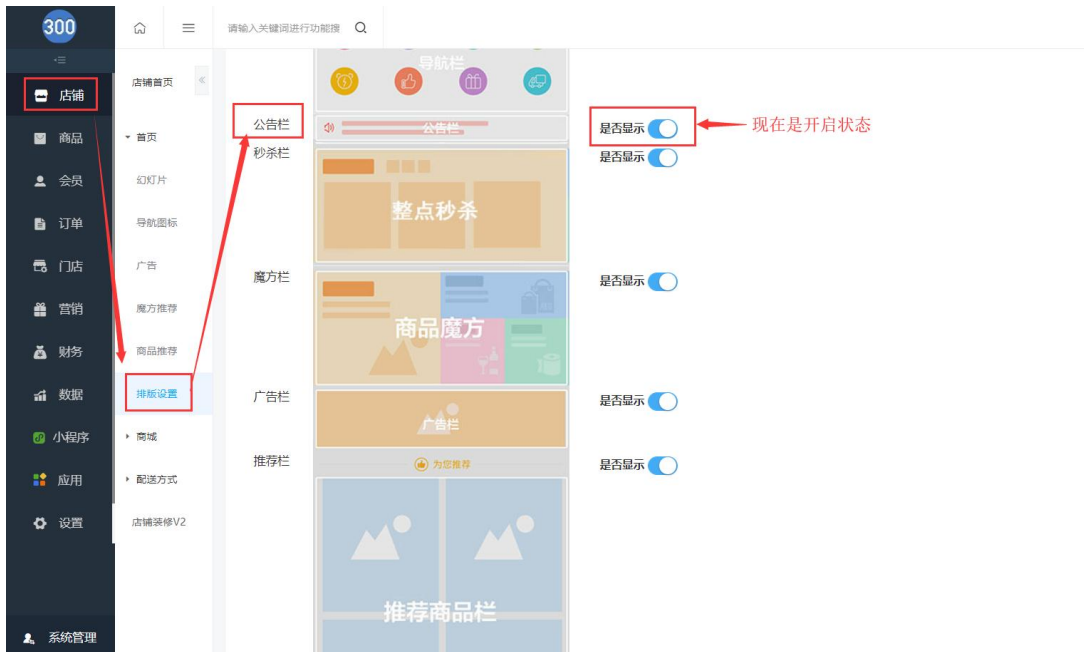 300
请输入关键词进行功能搜
店铺
商品
会员
订单
门店
营销
财务
数据
小程序
应用
设置
系统管理
店铺首页
首页
幻灯片
导航图标
广告
魔方推荐
商品推荐
排版设置
商城
配送方式
店铺装修V2
导航栏
公告栏
公告栏
是否显示
现在是开启状态
秒杀栏
整点秒杀
是否显示
魔方栏
商品魔方
是否显示
广告栏
广告栏
是否显示
推荐栏
为您推荐
是否显示
推荐商品栏